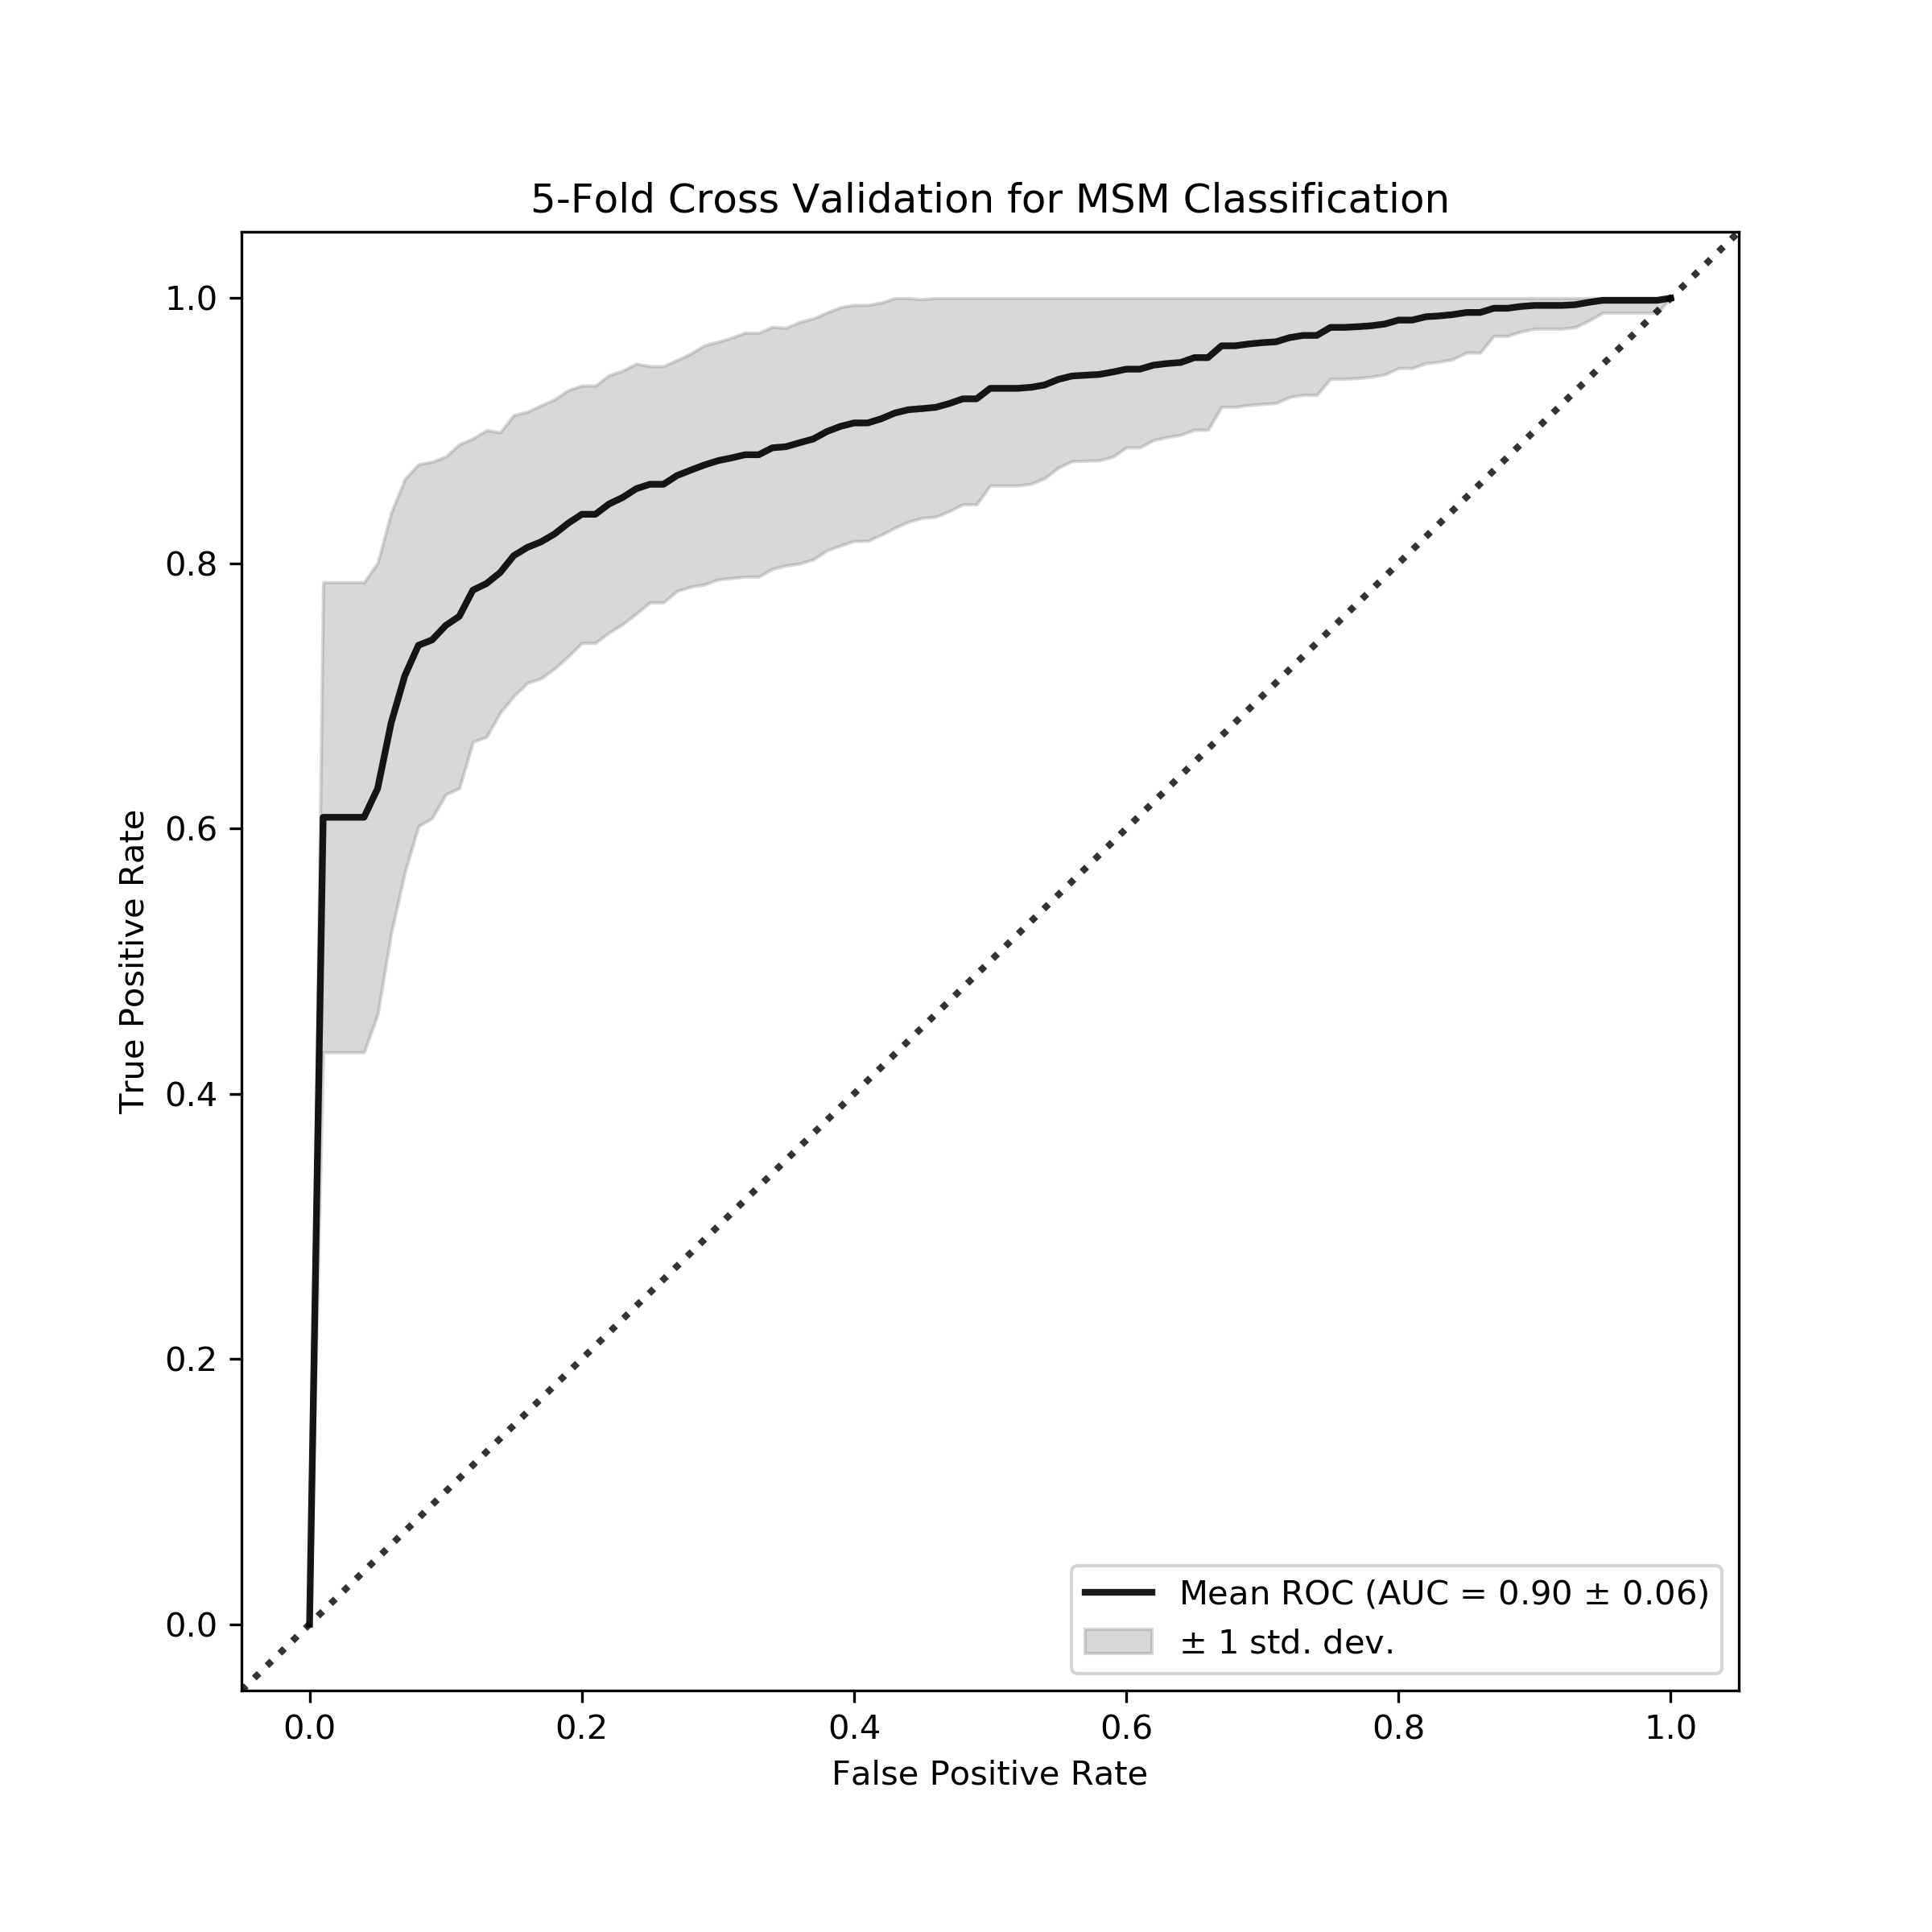 5-Fold Cross Validation for MSM Classification
True Positive Rate
1.0
0.8
0.6
0.4
0.2
0.0
Mean ROC (AUC = 0.90 ± 0.06)
± 1 std. dev.
0.0 0.2 0.4 0.6 0.8 1.0
False Positive Rate